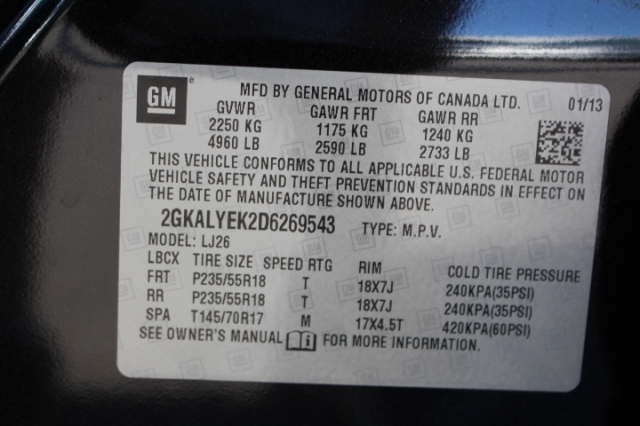 GM
MFD BY GENERAL MOTORS OF CANADA LTD. 01/13
GVWR GAWR FRT GAWR RR
2250 KG 1175 KG 1240 KG
4960 LB 2590 LB 2733 LB
THIS VEHICLE CONFORMS TO ALL APPLICABLE U.S. FEDERAL MOTOR
VEHICLE SAFETY AND THEFT PREVENTION STANDARDS IN EFFECT ON
THE DATE OF MANUFACTURE SHOWN ABOVE.
2GKALYEK2D6269543 TYPE: M.P.V.
MODEL: LJ26
LBCX TIRE SIZE SPEED RTG RIM COLD TIRE PRESSURE
FRT P235/55R18 T 18X7J 240KPA(35PSI)
RR P235/55R18 T 18X7J 240KPA(35PSI)
SPA T145/70R17 M 17X4.5T 420KPA(60PSI)
SEE OWNER'S MANUAL i FOR MORE INFORMATION.